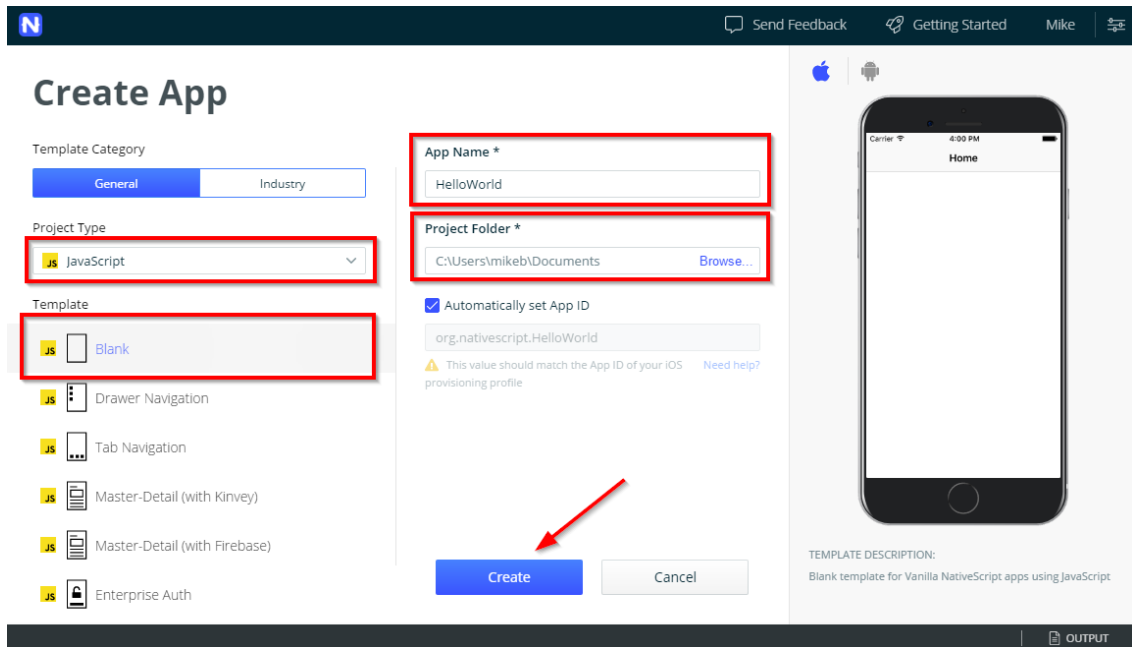 N
Send Feedback
Getting Started
Mike
Create App
Template Category
General
Industry
Project Type
JS JavaScript
Template
JS Blank
JS Drawer Navigation
JS Tab Navigation
JS Master-Detail (with Kinvey)
JS Master-Detail (with Firebase)
JS Enterprise Auth
App Name *
HelloWorld
Project Folder *
C:\Users\mikeb\Documents
Browse...
Automatically set App ID
org.nativescript.HelloWorld
This value should match the App ID of your iOS
provisioning profile
Need help?
Create
Cancel
Carrier
4:00 PM
Home
TEMPLATE DESCRIPTION:
Blank template for Vanilla NativeScript apps using JavaScript
OUTPUT